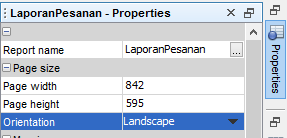 LaporanPesanan - Properties
Report name LaporanPesanan ...
Page size
Page width 842
Page height 595
Orientation Landscape
Properties